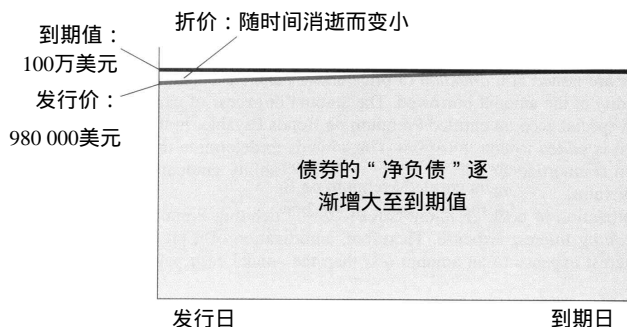 折价：随时间消逝而变小
到期值：
100万美元
发行价：
980 000美元
债券的“净负债”逐
渐增大至到期值
发行日
到期日